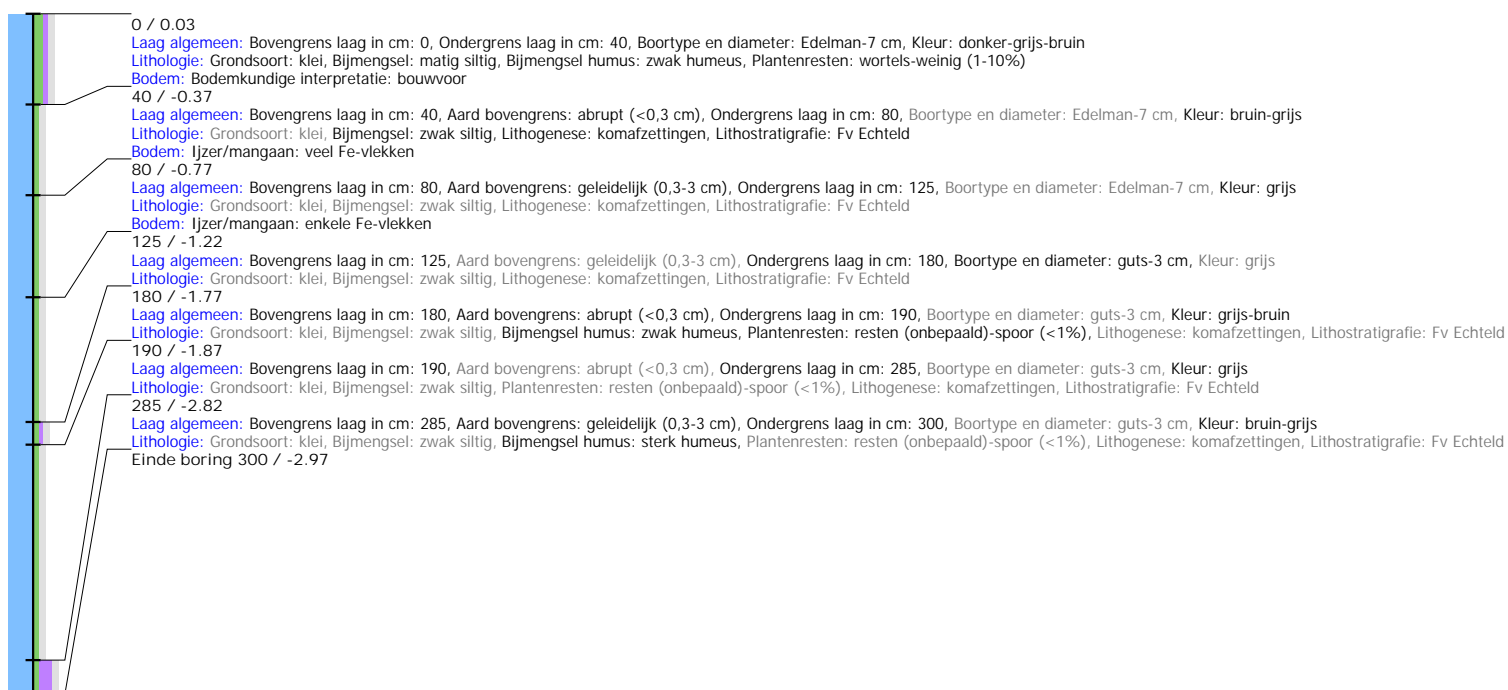 0 / 0.03
Laag algemeen: Bovengrens laag in cm: 0, Ondergrens laag in cm: 40, Boortype en diameter: Edelman-7 cm, Kleur: donker-grijs-bruin
Lithologie: Grondsoort: klei, Bijmengsel: matig siltig, Bijmengsel humus: zwak humeus, Plantenresten: wortels-weinig (1-10%)
Bodem: Bodemkundige interpretatie: bouwvoor
40 / -0.37
Laag algemeen: Bovengrens laag in cm: 40, Aard bovengrens: abrupt (<0,3 cm), Ondergrens laag in cm: 80, Boortype en diameter: Edelman-7 cm, Kleur: bruin-grijs
Lithologie: Grondsoort: klei, Bijmengsel: zwak siltig, Lithogenese: komafzettingen, Lithostratigrafie: Fv Echteld
Bodem: Ijzer/mangaan: veel Fe-vlekken
80 / -0.77
Laag algemeen: Bovengrens laag in cm: 80, Aard bovengrens: geleidelijk (0,3-3 cm), Ondergrens laag in cm: 125, Boortype en diameter: Edelman-7 cm, Kleur: grijs
Lithologie: Grondsoort: klei, Bijmengsel: zwak siltig, Lithogenese: komafzettingen, Lithostratigrafie: Fv Echteld
Bodem: Ijzer/mangaan: enkele Fe-vlekken
125 / -1.22
Laag algemeen: Bovengrens laag in cm: 125, Aard bovengrens: geleidelijk (0,3-3 cm), Ondergrens laag in cm: 180, Boortype en diameter: guts-3 cm, Kleur: grijs
Lithologie: Grondsoort: klei, Bijmengsel: zwak siltig, Lithogenese: komafzettingen, Lithostratigrafie: Fv Echteld
180 / -1.77
Laag algemeen: Bovengrens laag in cm: 180, Aard bovengrens: abrupt (<0,3 cm), Ondergrens laag in cm: 190, Boortype en diameter: guts-3 cm, Kleur: grijs-bruin
Lithologie: Grondsoort: klei, Bijmengsel: zwak siltig, Bijmengsel humus: zwak humeus, Plantenresten: resten (onbepaald)-spoor (<1%), Lithogenese: komafzettingen, Lithostratigrafie: Fv Echteld
190 / -1.87
Laag algemeen: Bovengrens laag in cm: 190, Aard bovengrens: abrupt (<0,3 cm), Ondergrens laag in cm: 285, Boortype en diameter: guts-3 cm, Kleur: grijs
Lithologie: Grondsoort: klei, Bijmengsel: zwak siltig, Plantenresten: resten (onbepaald)-spoor (<1%), Lithogenese: komafzettingen, Lithostratigrafie: Fv Echteld
285 / -2.82
Laag algemeen: Bovengrens laag in cm: 285, Aard bovengrens: geleidelijk (0,3-3 cm), Ondergrens laag in cm: 300, Boortype en diameter: guts-3 cm, Kleur: bruin-grijs
Lithologie: Grondsoort: klei, Bijmengsel: zwak siltig, Bijmengsel humus: sterk humeus, Plantenresten: resten (onbepaald)-spoor (<1%), Lithogenese: komafzettingen, Lithostratigrafie: Fv Echteld
Einde boring 300 / -2.97